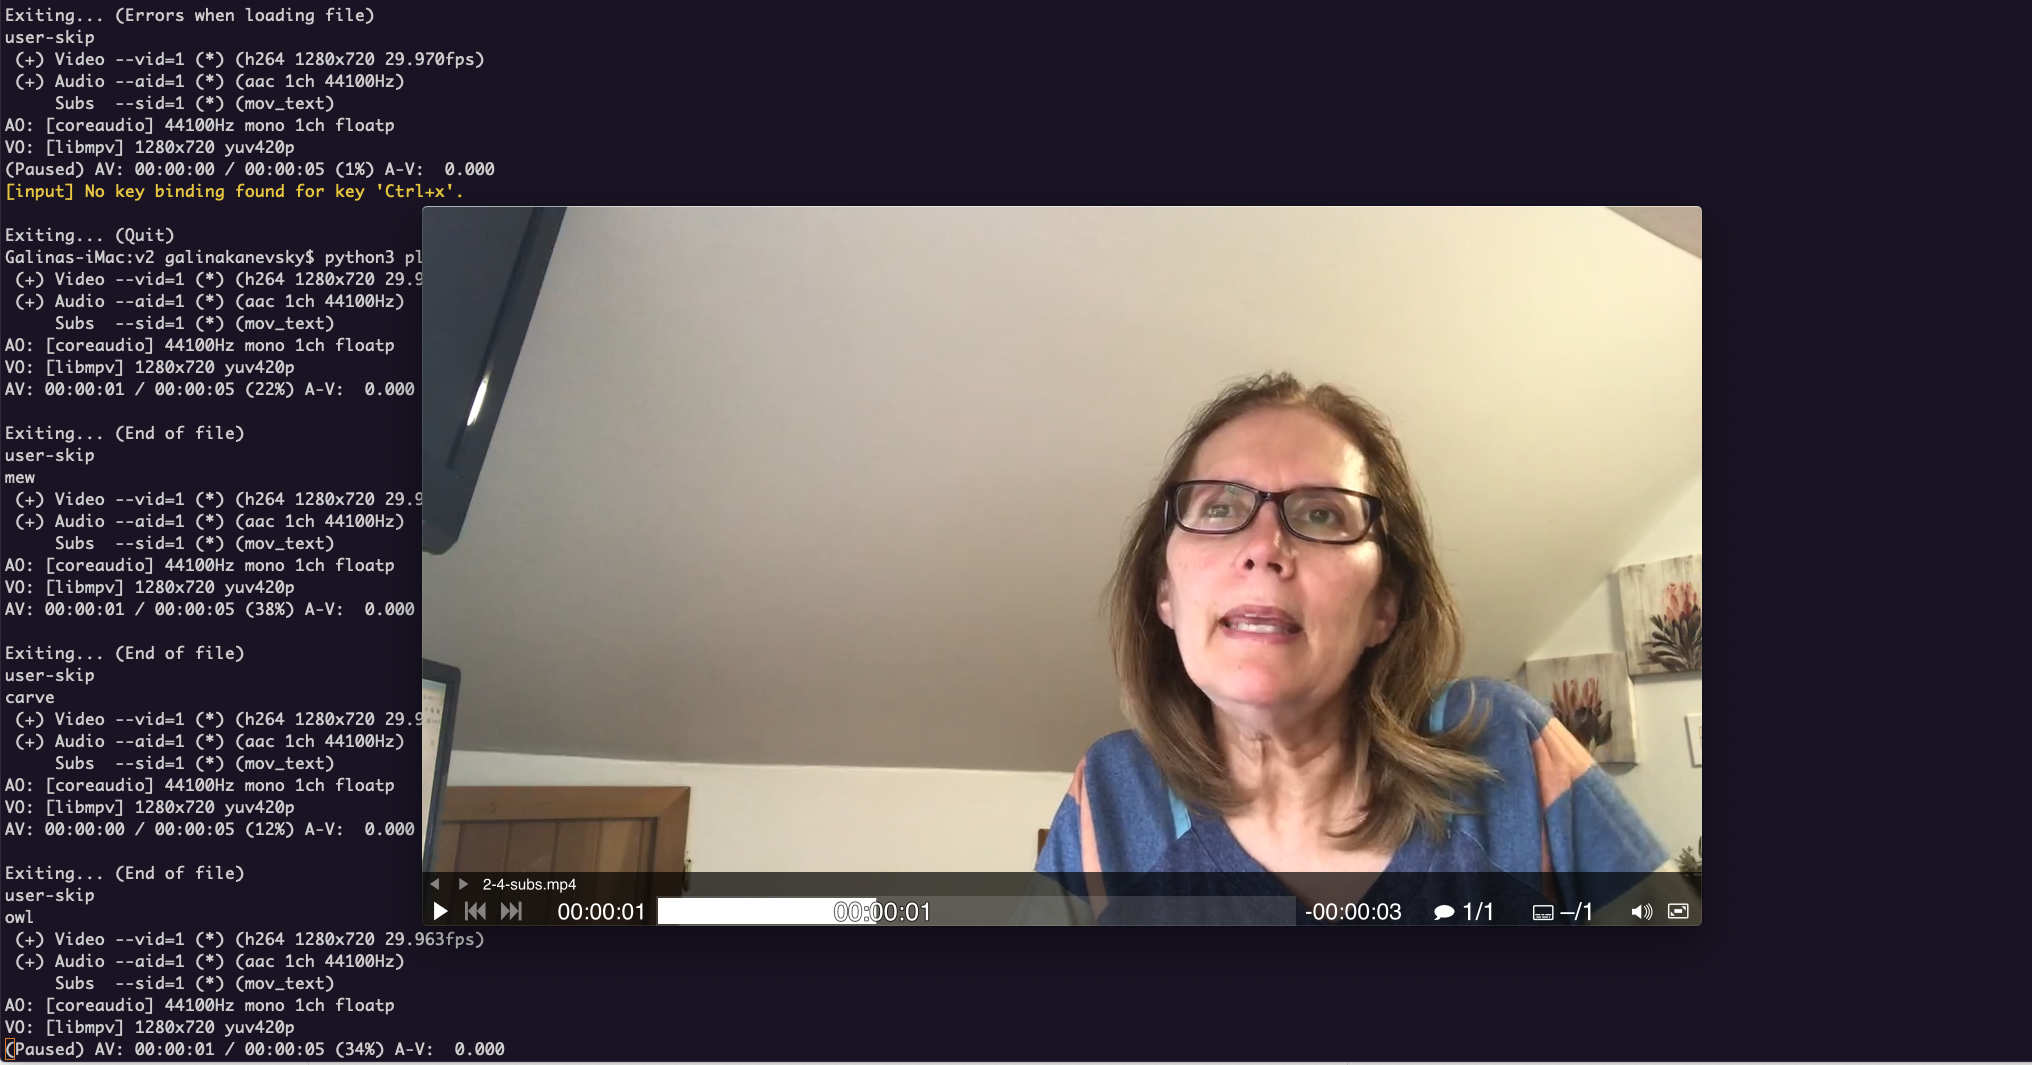 Exiting... (Errors when loading file)
user-skip
 (+) Video --vid=1 (*) (h264 1280x720 29.970fps)
 (+) Audio --aid=1 (*) (aac 1ch 44100Hz)
     Subs  --sid=1 (*) (mov_text)
AO: [coreaudio] 44100Hz mono 1ch floatp
VO: [libmpv] 1280x720 yuv420p
(Paused) AV: 00:00:00 / 00:00:05 (1%) A-V:  0.000
[input] No key binding found for key 'Ctrl+x'.
Exiting... (Quit)
Galinas-iMac:v2 galinakanevsky$ python3 pl
 (+) Video --vid=1 (*) (h264 1280x720 29.9
 (+) Audio --aid=1 (*) (aac 1ch 44100Hz)
     Subs  --sid=1 (*) (mov_text)
AO: [coreaudio] 44100Hz mono 1ch floatp
VO: [libmpv] 1280x720 yuv420p
AV: 00:00:01 / 00:00:05 (22%) A-V:  0.000
Exiting... (End of file)
user-skip
mew
 (+) Video --vid=1 (*) (h264 1280x720 29.9
 (+) Audio --aid=1 (*) (aac 1ch 44100Hz)
     Subs  --sid=1 (*) (mov_text)
AO: [coreaudio] 44100Hz mono 1ch floatp
VO: [libmpv] 1280x720 yuv420p
AV: 00:00:01 / 00:00:05 (38%) A-V:  0.000
Exiting... (End of file)
user-skip
carve
 (+) Video --vid=1 (*) (h264 1280x720 29.9
 (+) Audio --aid=1 (*) (aac 1ch 44100Hz)
     Subs  --sid=1 (*) (mov_text)
AO: [coreaudio] 44100Hz mono 1ch floatp
VO: [libmpv] 1280x720 yuv420p
AV: 00:00:00 / 00:00:05 (12%) A-V:  0.000
Exiting... (End of file)
user-skip
owl
 (+) Video --vid=1 (*) (h264 1280x720 29.963fps)
 (+) Audio --aid=1 (*) (aac 1ch 44100Hz)
     Subs  --sid=1 (*) (mov_text)
AO: [coreaudio] 44100Hz mono 1ch floatp
VO: [libmpv] 1280x720 yuv420p
(Paused) AV: 00:00:01 / 00:00:05 (34%) A-V:  0.000
2-4-subs.mp4
00:00:01 00:00:01 -00:00:03 1/1 –/1